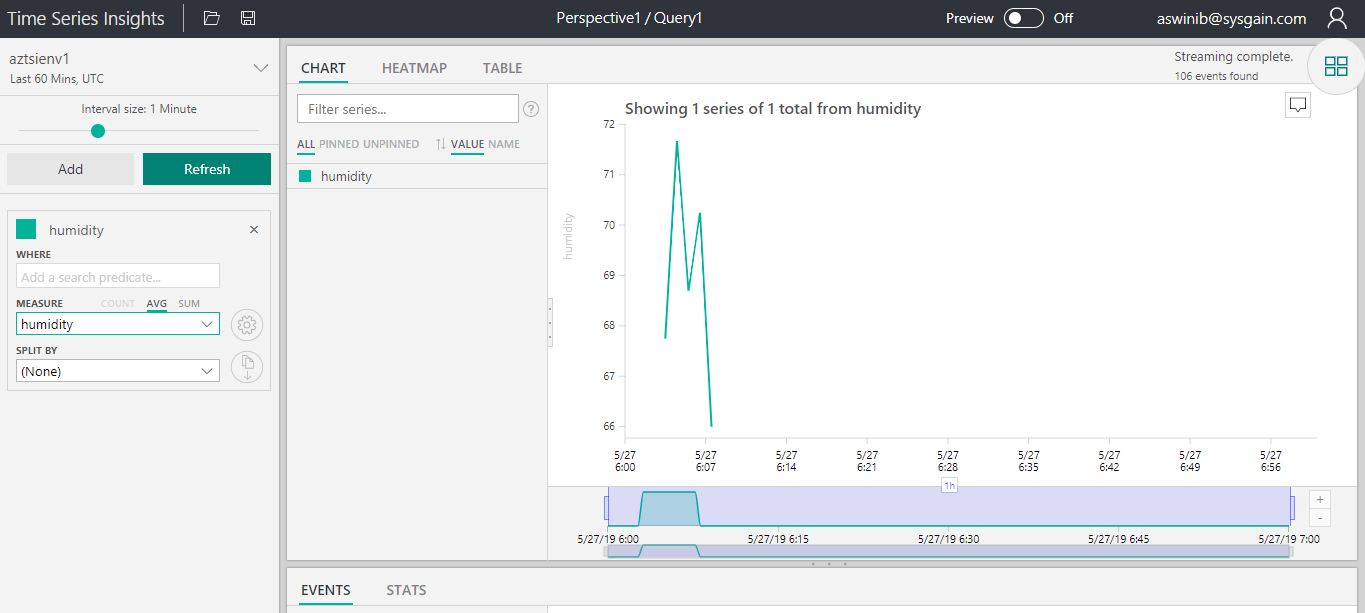 Time Series Insights
Perspective1 / Query1
Preview Off
aswinib@sysgain.com
aztsienv1
Last 60 Mins, UTC
Interval size: 1 Minute
Add Refresh
humidity ×
WHERE
Add a search predicate...
MEASURE COUNT AVG SUM
humidity
SPLIT BY
(None)
CHART HEATMAP TABLE
Streaming complete.
106 events found
Filter series... ?
ALL PINNED UNPINNED VALUE NAME
humidity
Showing 1 series of 1 total from humidity
humidity
72
71
70
69
68
67
66
5/27 5/27 5/27 5/27 5/27 5/27 5/27 5/27 5/27
6:00 6:07 6:14 6:21 6:28 6:35 6:42 6:49 6:56
1h
+
-
5/27/19 6:00 5/27/19 6:15 5/27/19 6:30 5/27/19 6:45 5/27/19 7:00
EVENTS STATS